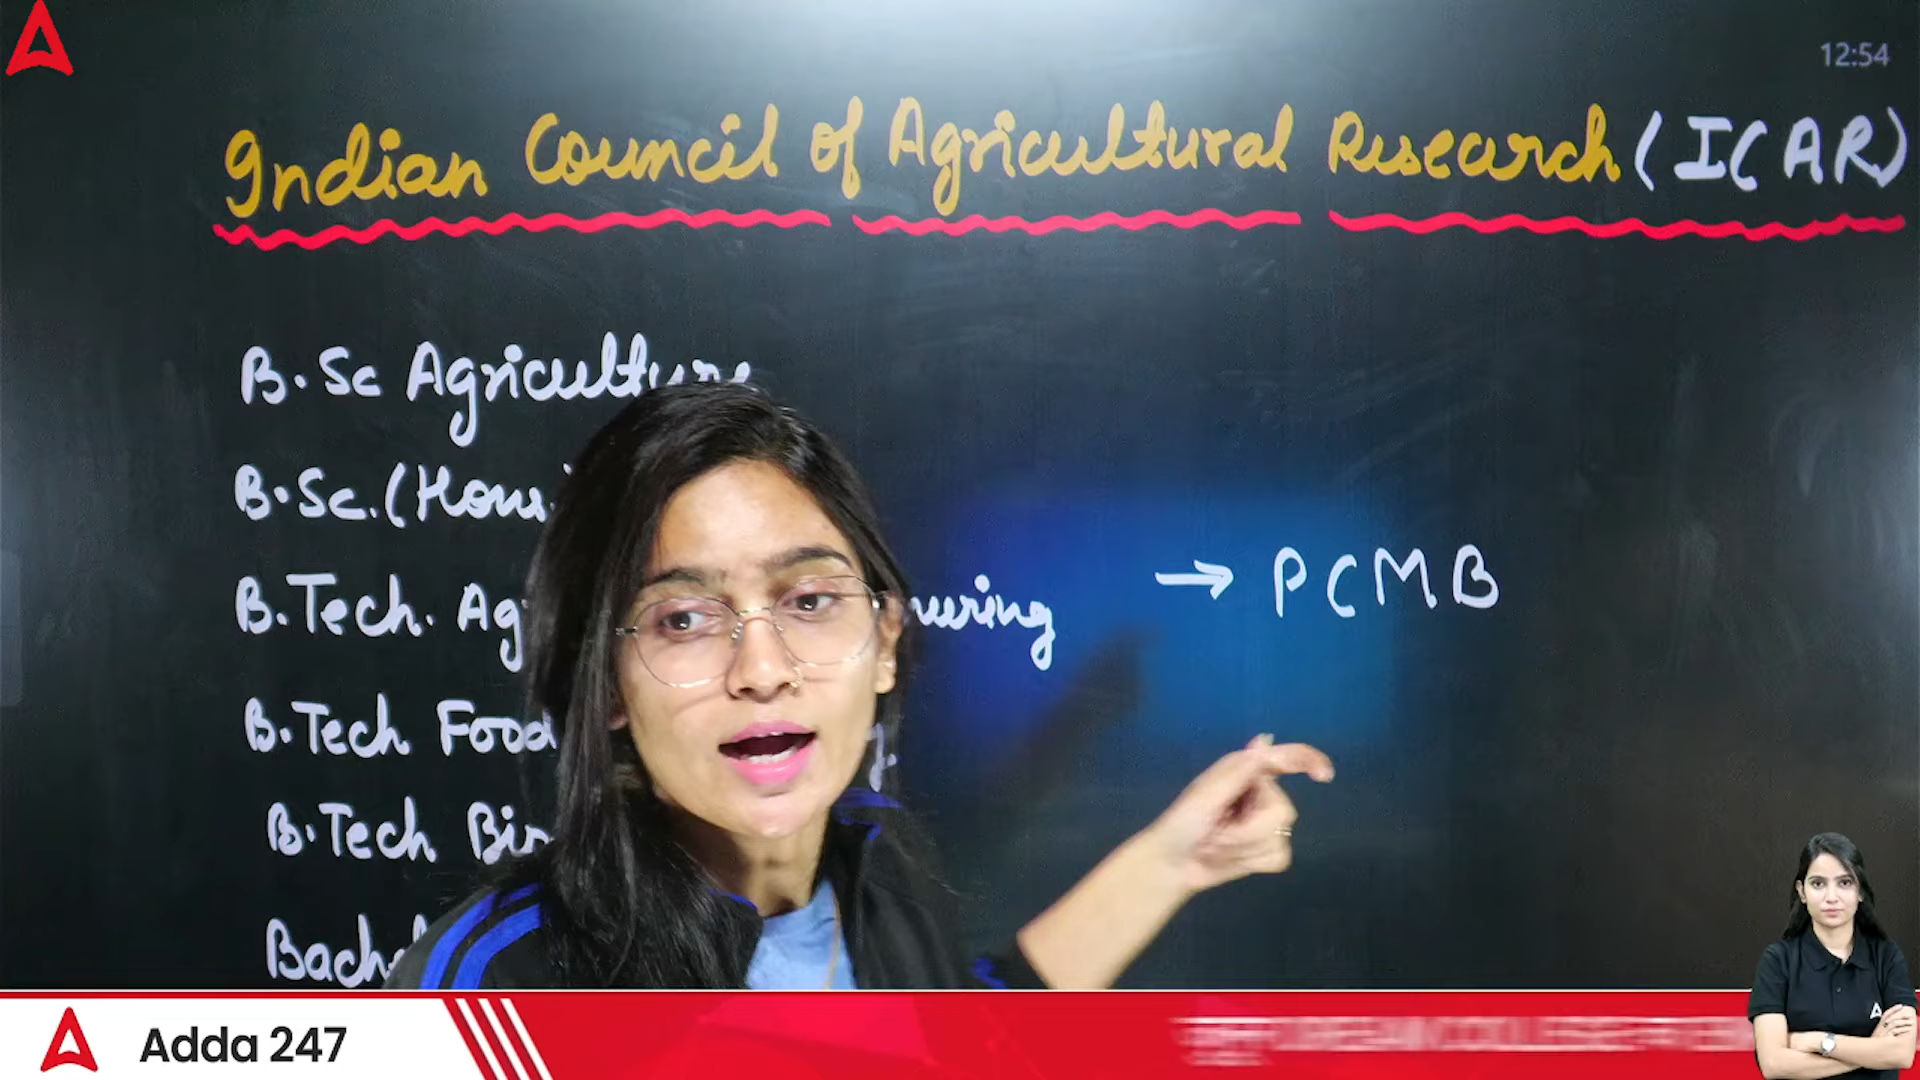 12:54
Indian Council of Agricultural Research (ICAR)
B.Sc Agriculture
B.Sc. (Hons.
B.Tech. Ag
→ PCMB
B.Tech Food
B.Tech
Adda 247